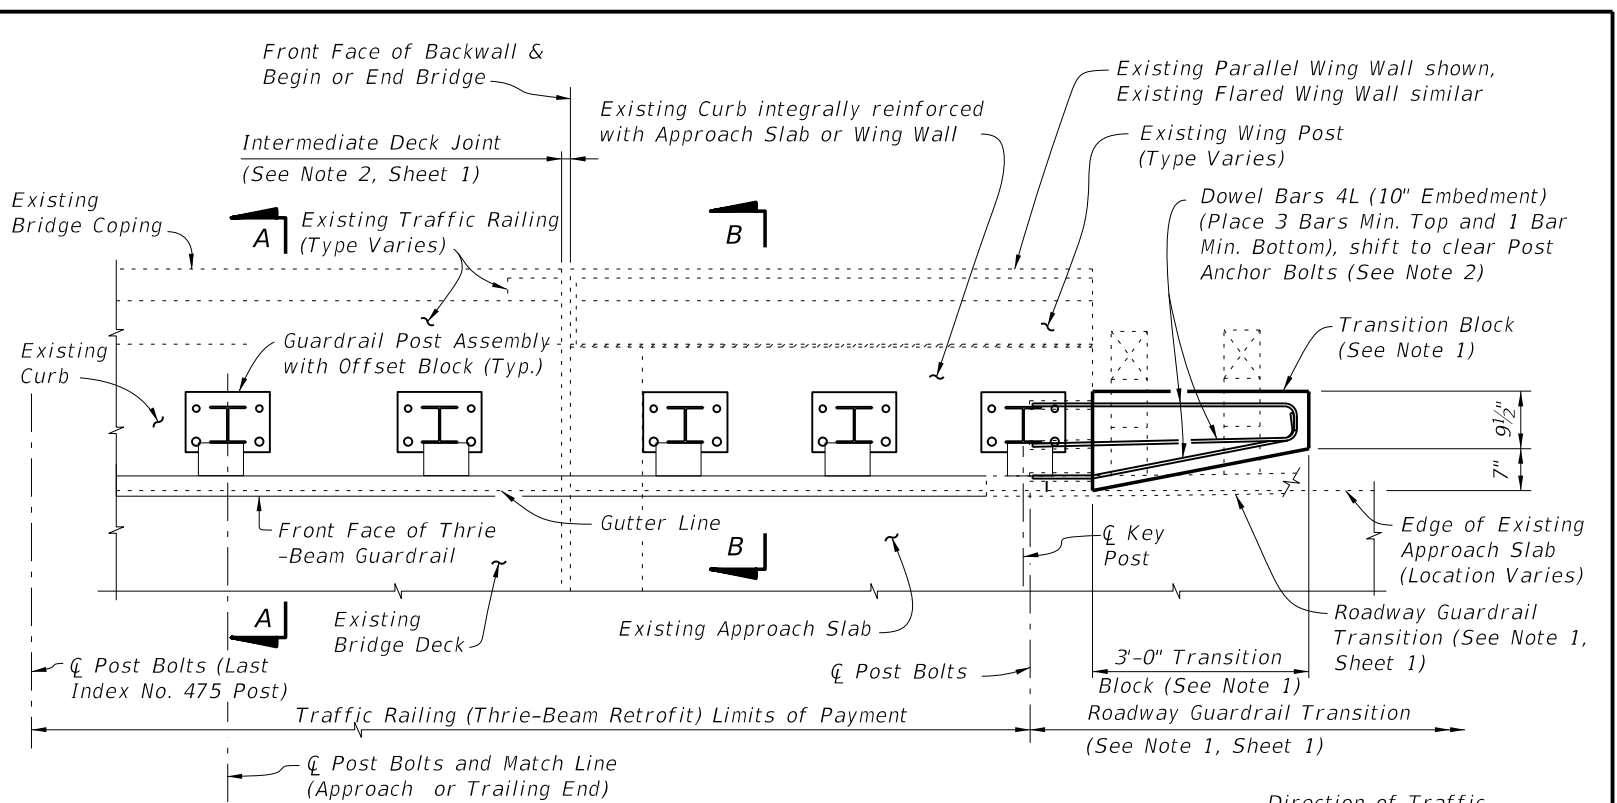 Front Face of Backwall &
Begin or End Bridge
Existing Parallel Wing Wall shown,
Existing Flared Wing Wall similar
Existing Curb integrally reinforced
with Approach Slab or Wing Wall
Existing Wing Post
(Type Varies)
Intermediate Deck Joint
(See Note 2, Sheet 1)
Existing
Bridge Coping
A
Existing Traffic Railing
(Type Varies)
B
Dowel Bars 4L (10" Embedment)
(Place 3 Bars Min. Top and 1 Bar
Min. Bottom), shift to clear Post
Anchor Bolts (See Note 2)
Existing
Curb
Guardrail Post Assembly
with Offset Block (Typ.)
Transition Block
(See Note 1)
9½"
7"
Front Face of Thrie
-Beam Guardrail
Gutter Line
B
℄ Key
Post
Edge of Existing
Approach Slab
(Location Varies)
A
Existing
Bridge Deck
Existing Approach Slab
Roadway Guardrail
Transition (See Note 1,
Sheet 1)
℄ Post Bolts (Last
Index No. 475 Post)
℄ Post Bolts
3'-0" Transition
Block (See Note 1)
Traffic Railing (Thrie-Beam Retrofit) Limits of Payment
Roadway Guardrail Transition
(See Note 1, Sheet 1)
℄ Post Bolts and Match Line
(Approach or Trailing End)
Direction of Traffic